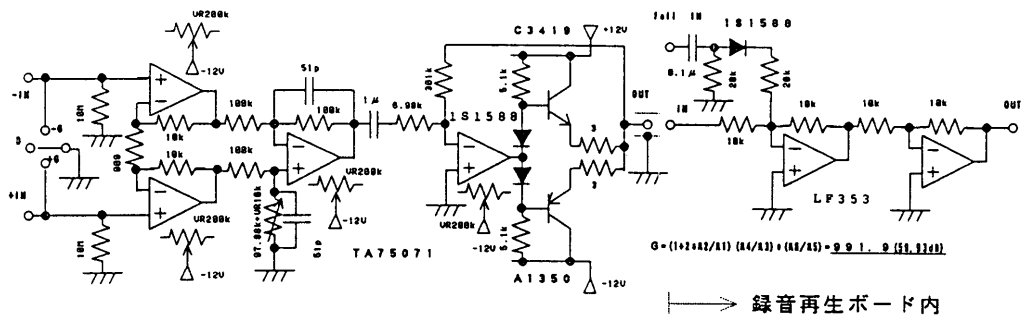 VR200k
-12V
-IN
10M
-G
S
+G
+IN
10M
989
10k
10k
100k
100k
VR200k
-12V
51p
100k
VR200k
-12V
97.88k+VR10k
51p
TA75071
1μ
6.98k
301k
1S1588
VR200k
-12V
5.1k
5.1k
C3419
+12V
3
3
A1350
-12V
OUT
fall IN
0.1μ
1S1588
20k
20k
IN
10k
10k
10k
10k
OUT
LF353
G=(1+2*R2/R1)(R4/R3)*(R6/R5)=991.9(59.93dB)
録音再生ボード内